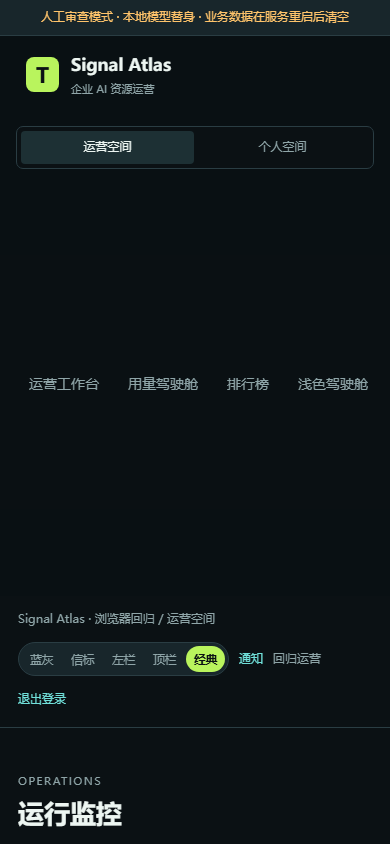 人工审查模式 · 本地模型替身 · 业务数据在服务重启后清空
T
Signal Atlas
企业 AI 资源运营
运营空间 个人空间
运营工作台 用量驾驶舱 排行榜 浅色驾驶舱
Signal Atlas · 浏览器回归 / 运营空间
蓝灰 信标 左栏 顶栏 经典 通知 回归运营
退出登录
OPERATIONS
运行监控